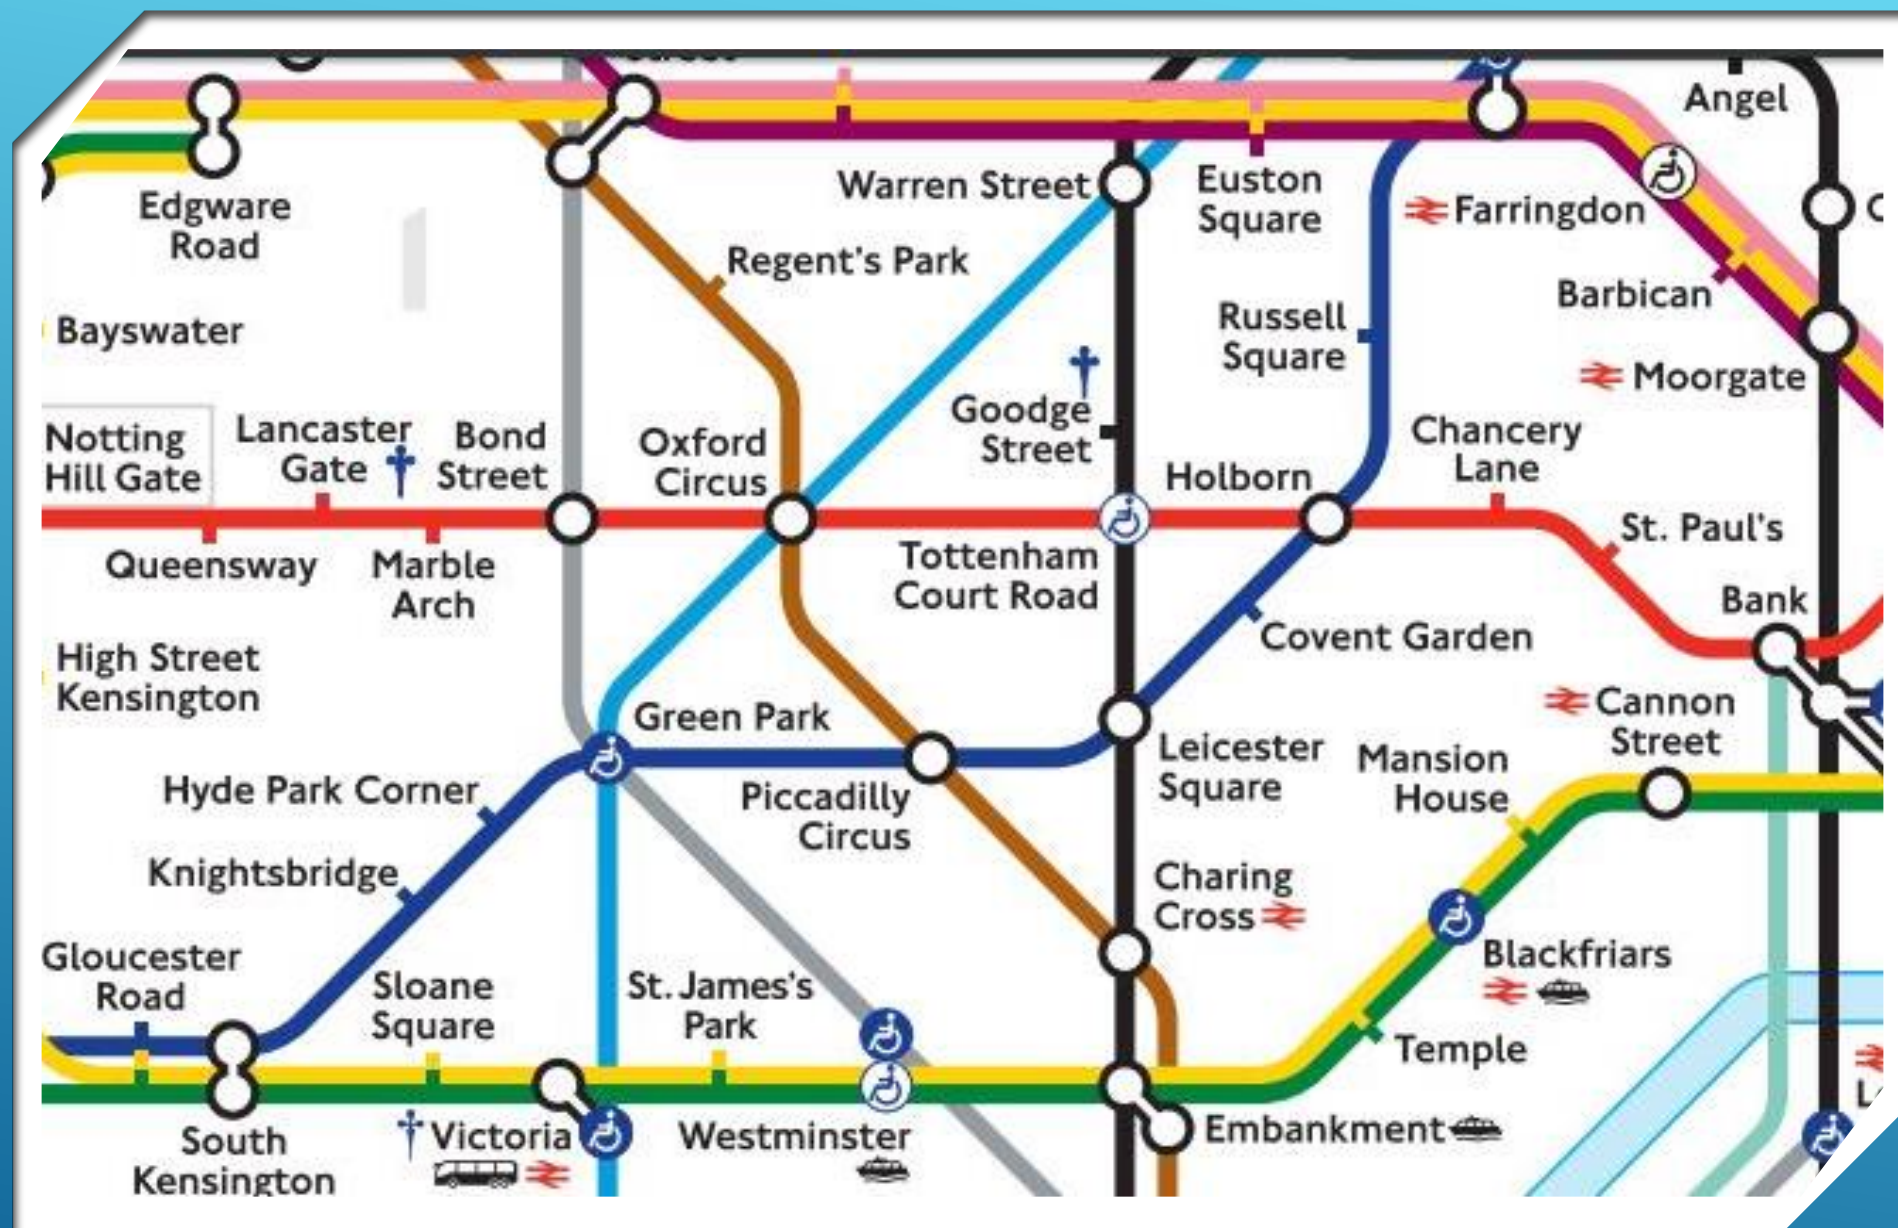 Angel
Edgware
Road
Warren Street
Euston
Square
Farringdon
Regent's Park
Barbican
Bayswater
Russell
Square
Moorgate
Goodge
Street
Notting
Hill Gate
Lancaster
Gate
Bond
Street
Oxford
Circus
Holborn
Chancery
Lane
St. Paul's
Queensway
Marble
Arch
Tottenham
Court Road
Bank
Covent Garden
High Street
Kensington
Green Park
Cannon
Street
Leicester
Square
Mansion
House
Hyde Park Corner
Piccadilly
Circus
Knightsbridge
Charing
Cross
Gloucester
Road
Sloane
Square
St. James's
Park
Blackfriars
Temple
South
Kensington
Victoria
Westminster
Embankment